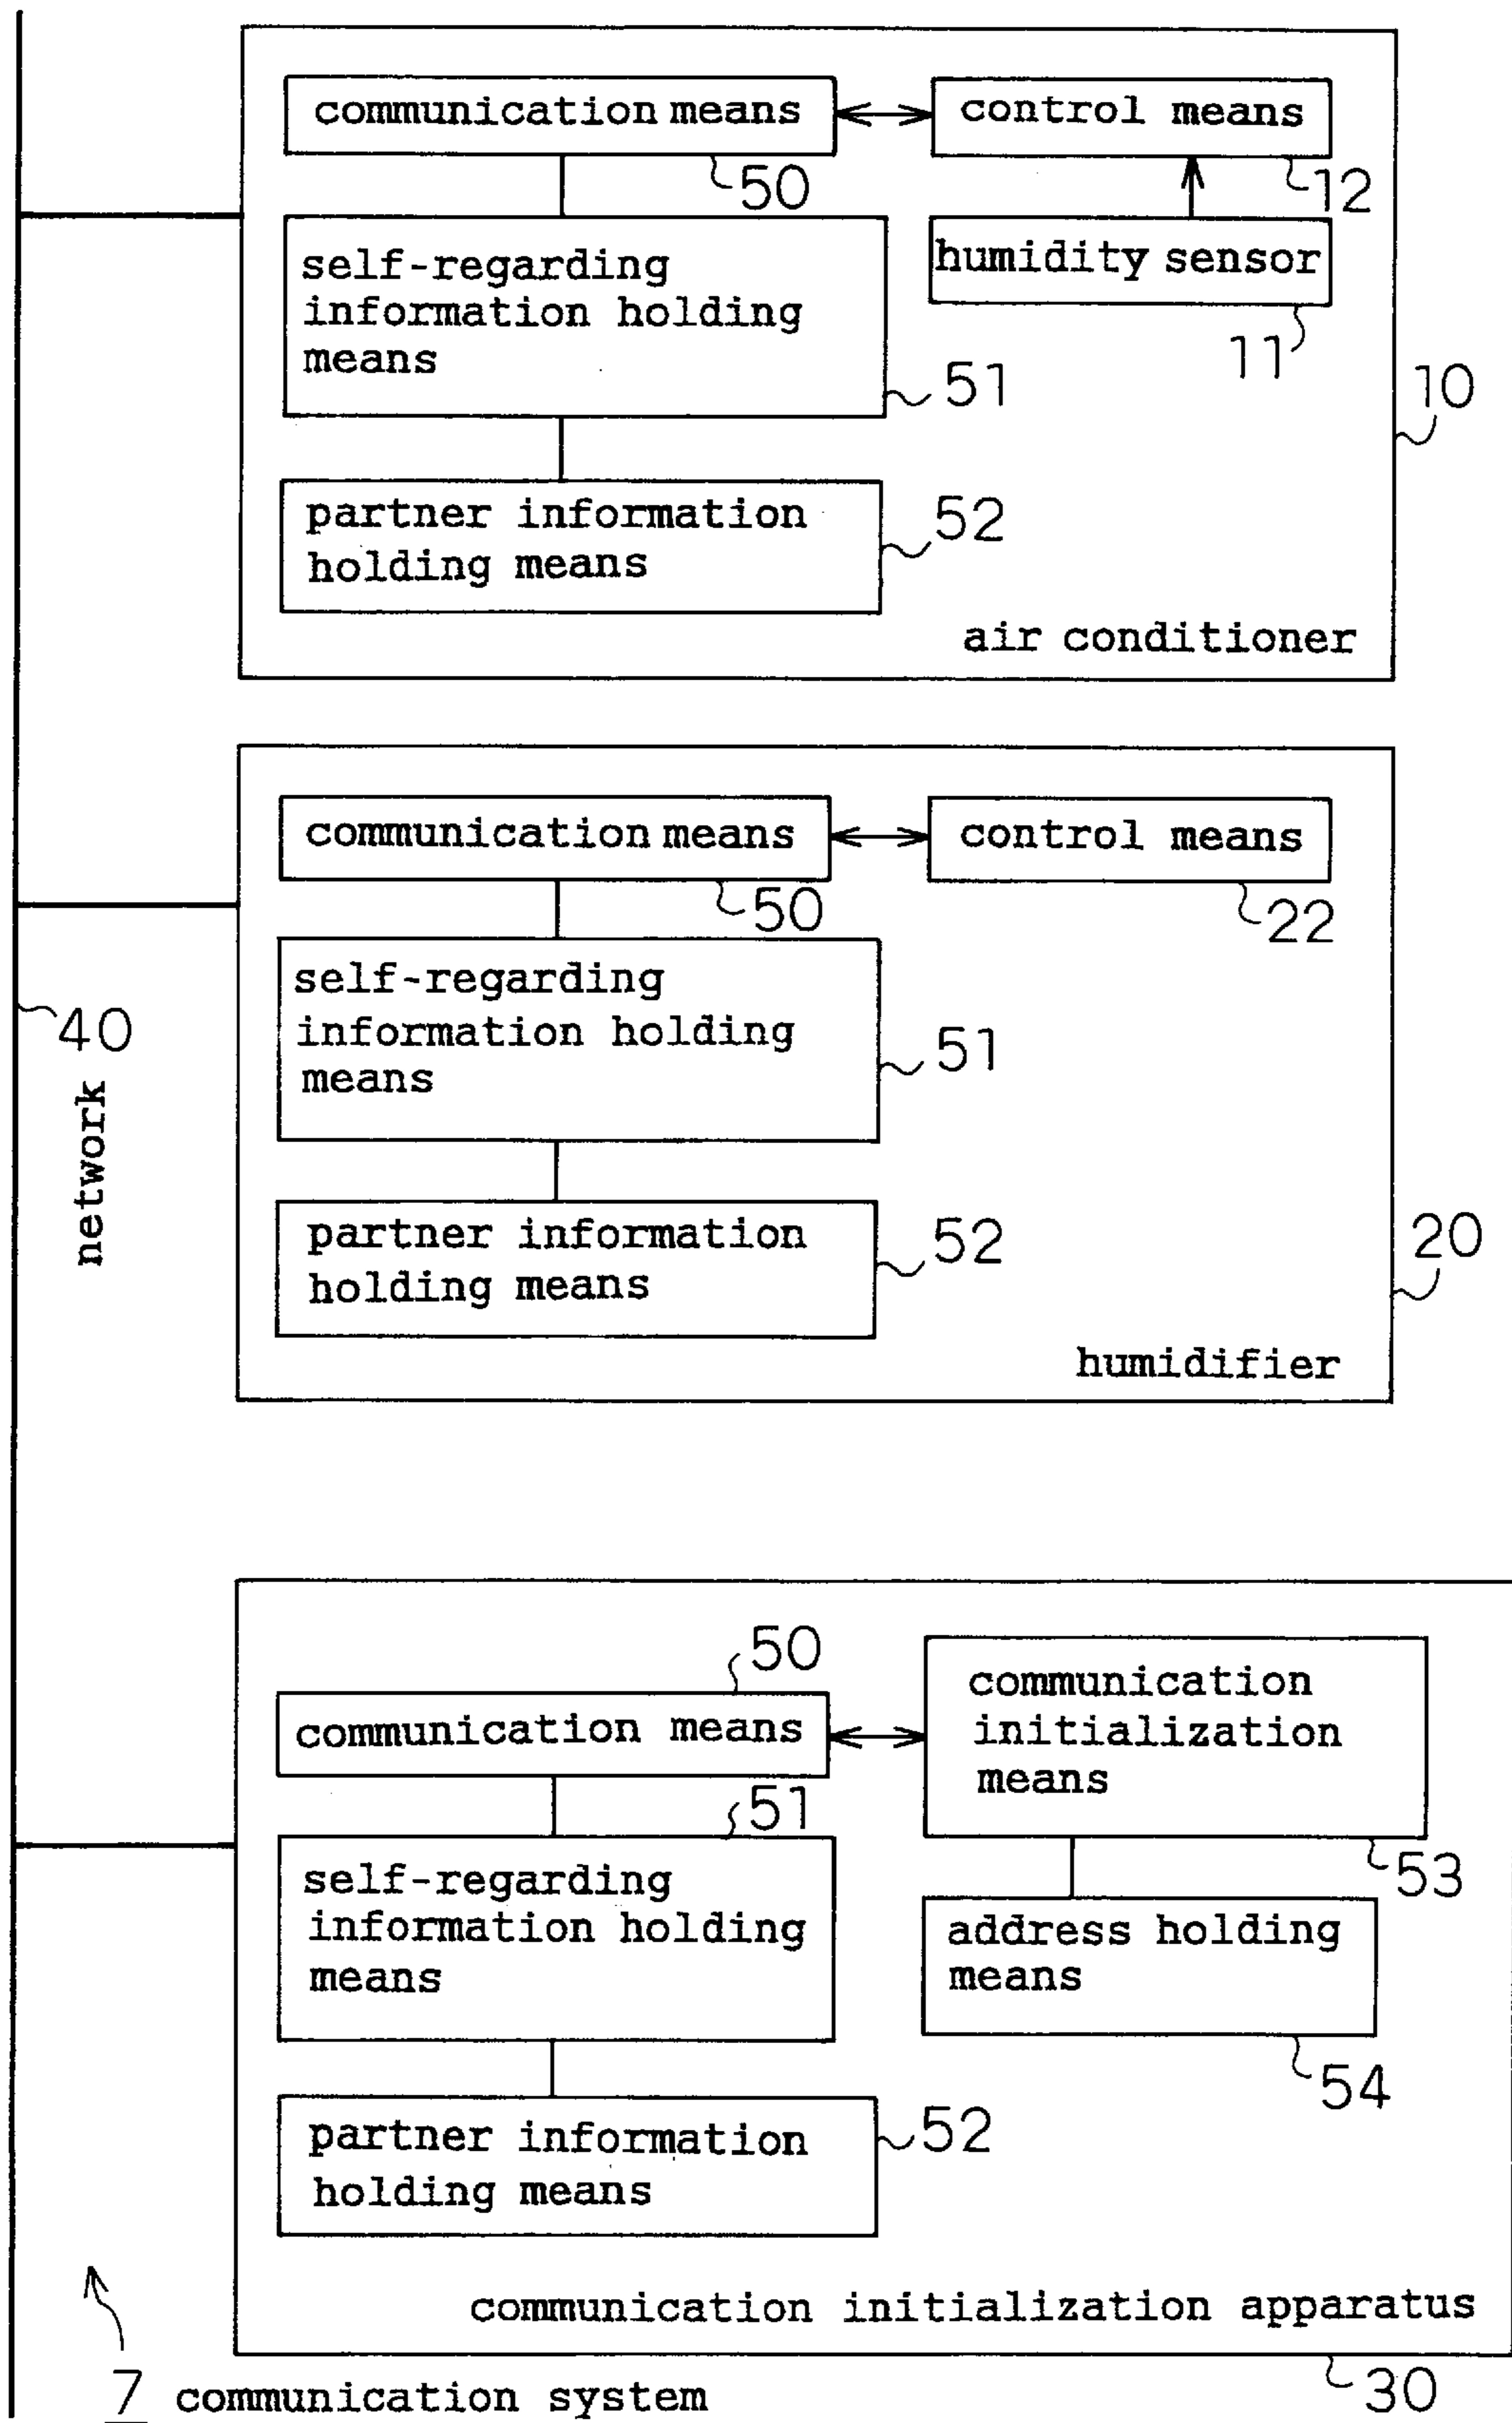 communication means
control means
50
12
self-regarding
information holding
means
humidity sensor
11
51
10
partner information
holding means
52
air conditioner
communication means
control means
50
22
self-regarding
information holding
means
51
40
network
partner information
holding means
52
20
humidifier
50
communication means
communication
initialization
means
51
53
self-regarding
information holding
means
address holding
means
54
partner information
holding means
52
communication initialization apparatus
30
7 communication system